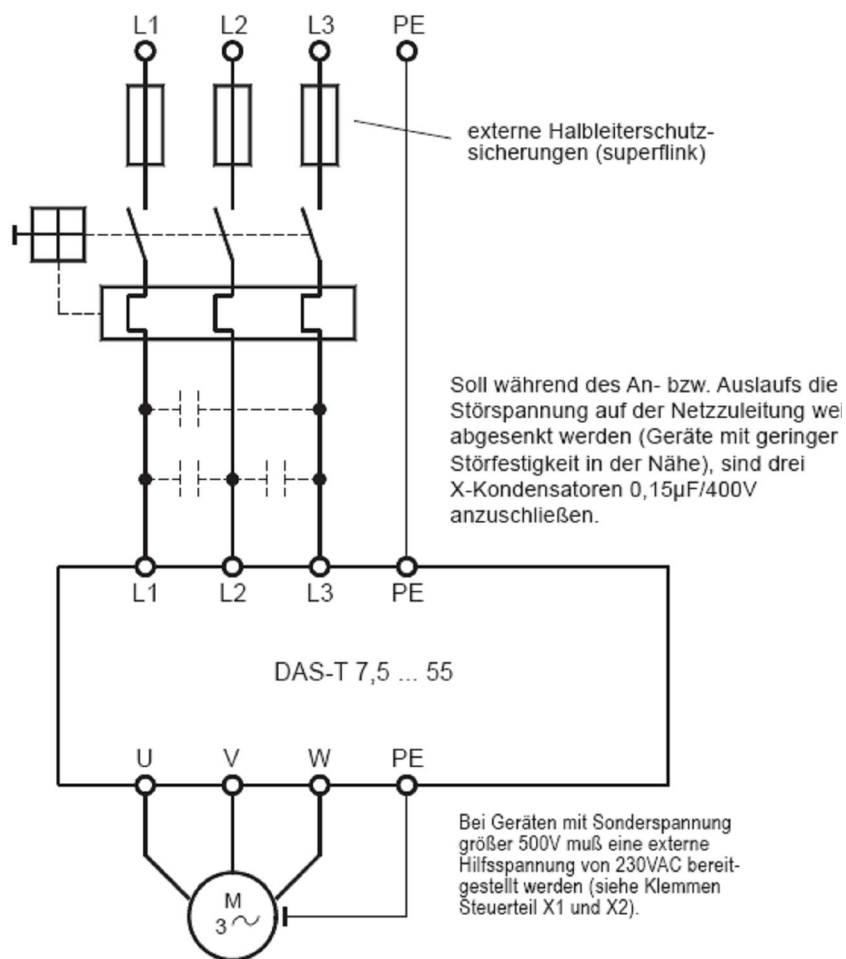 L1 L2 L3 PE
externe Halbleiterschutz-
sicherungen (superflink)
Soll während des An- bzw. Auslaufs die
Störspannung auf der Netzzuleitung wei
abgesenkt werden (Geräte mit geringer
Störfestigkeit in der Nähe), sind drei
X-Kondensatoren 0,15µF/400V
anzuschließen.
L1 L2 L3 PE
DAS-T 7,5 ... 55
U V W PE
Bei Geräten mit Sonderspannung
größer 500V muß eine externe
Hilfsspannung von 230VAC bereit-
gestellt werden (siehe Klemmen
Steuerteil X1 und X2).
M
3